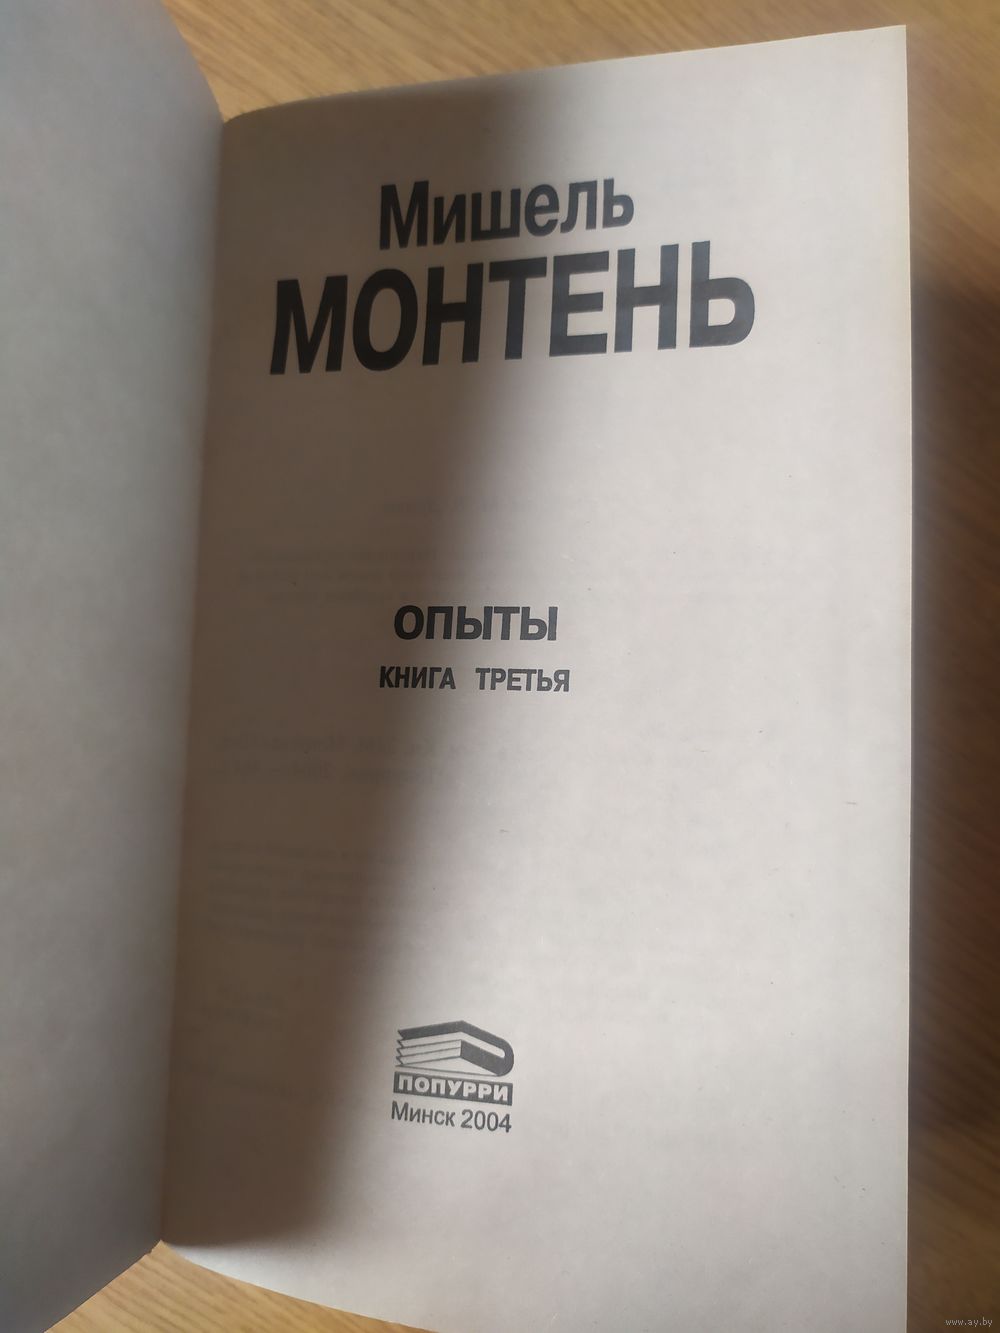 Мишель
МОНТЕНЬ
ОПЫТЫ
КНИГА ТРЕТЬЯ
ПОПУРРИ
Минск 2004
www.ay.by